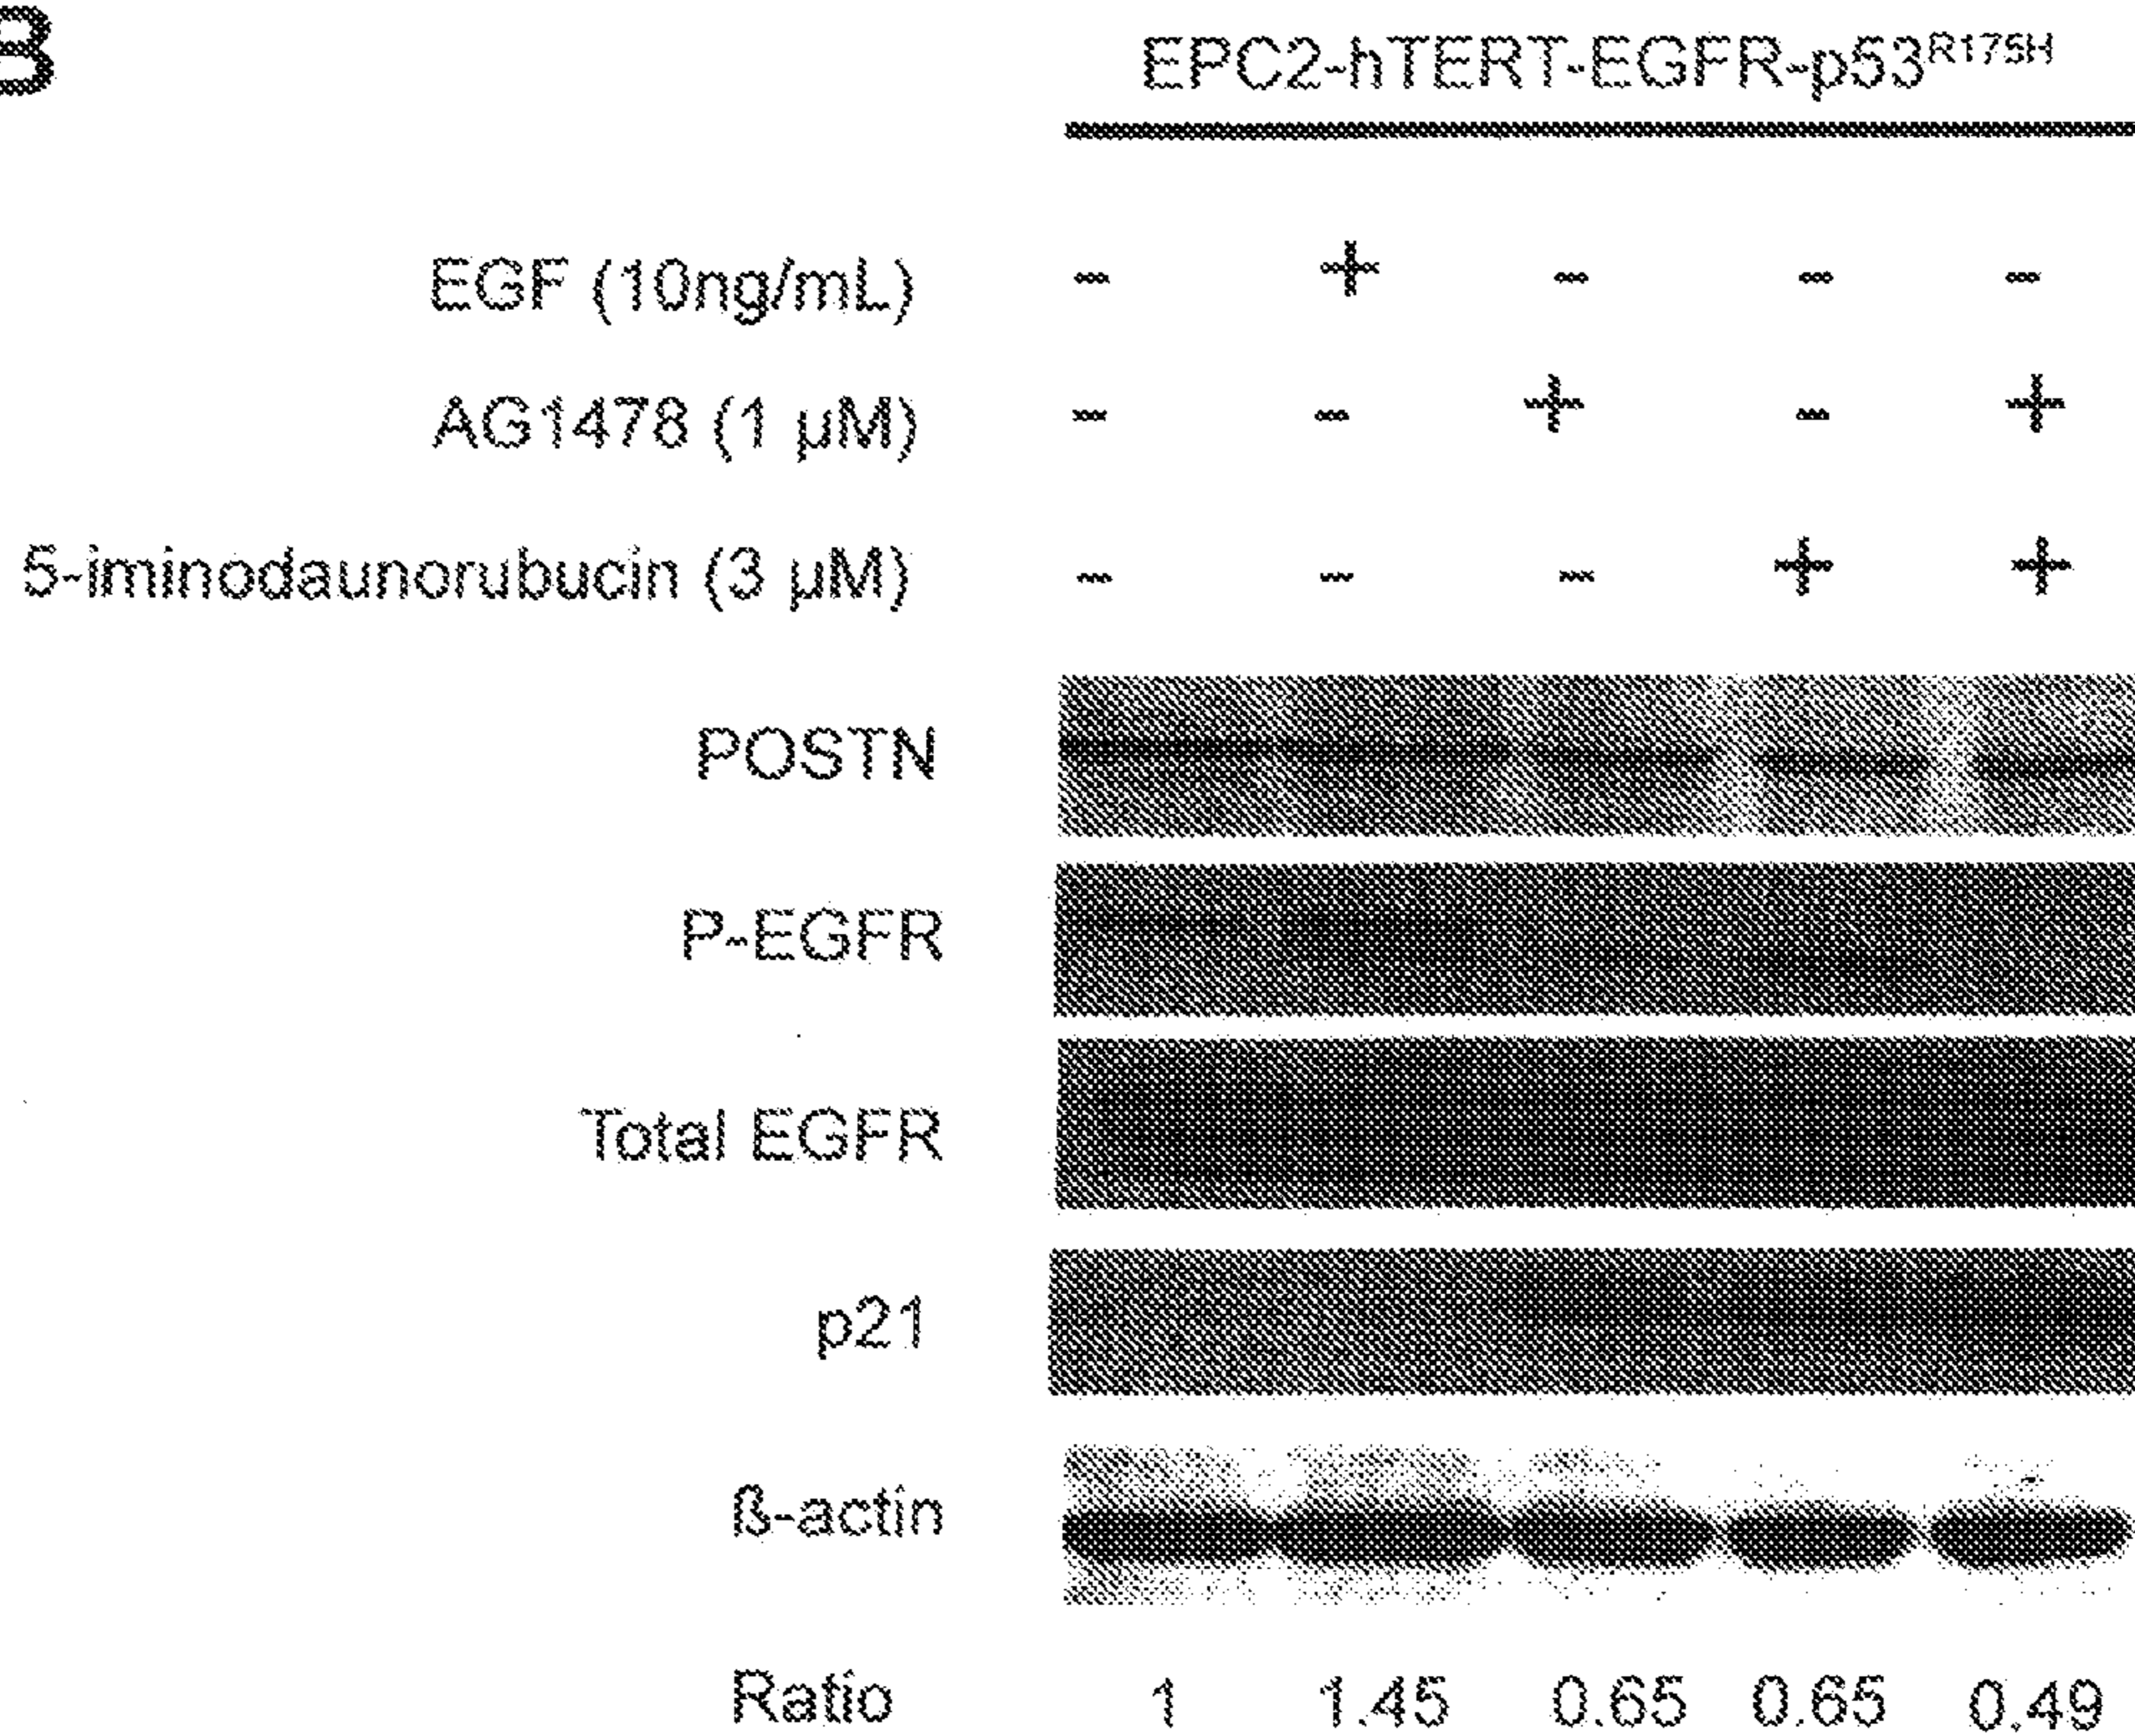 B
EPC2-hTERT-EGFR-p53R175H
EGF (10ng/mL) - + - - -
AG1478 (1 µM) - - + - +
5-iminodaunorubucin (3 µM) - - - + +
POSTN
P-EGFR
Total EGFR
p21
ß-actin
Ratio 1 1.45 0.65 0.65 0.49